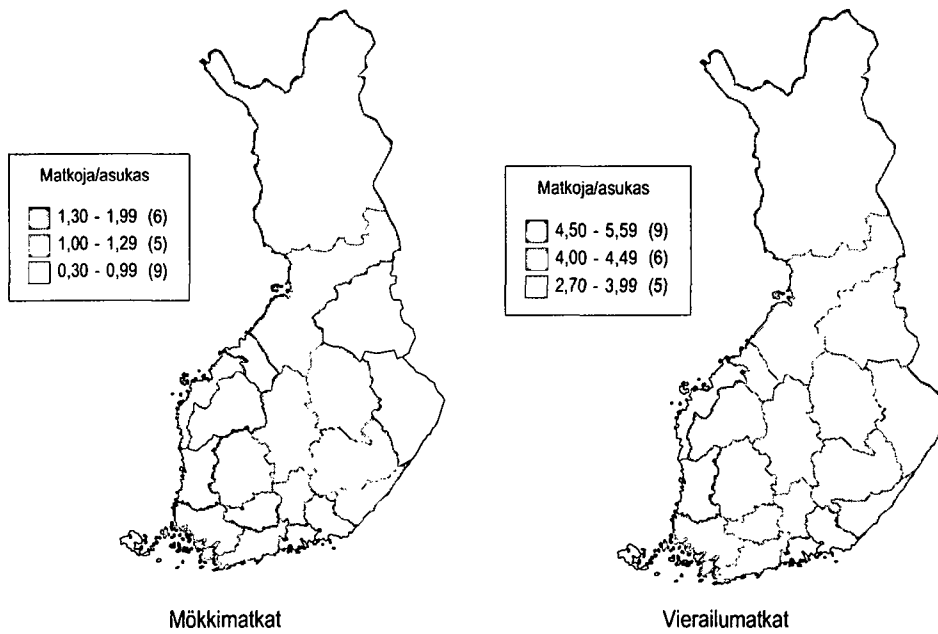 Matkoja/asukas
1,30 - 1,99 (6)
1,00 - 1,29 (5)
0,30 - 0,99 (9)
Mökkimatkat
Matkoja/asukas
4,50 - 5,59 (9)
4,00 - 4,49 (6)
2,70 - 3,99 (5)
Vierailumatkat